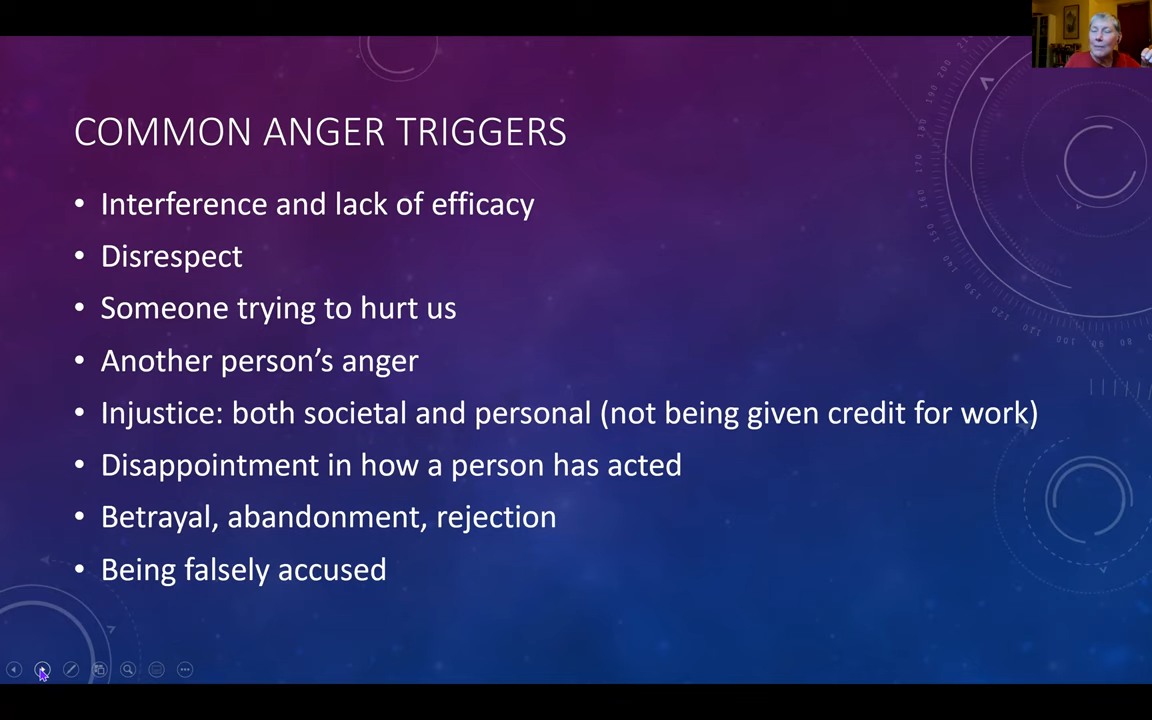 COMMON ANGER TRIGGERS
• Interference and lack of efficacy
• Disrespect
• Someone trying to hurt us
• Another person’s anger
• Injustice: both societal and personal (not being given credit for work)
• Disappointment in how a person has acted
• Betrayal, abandonment, rejection
• Being falsely accused